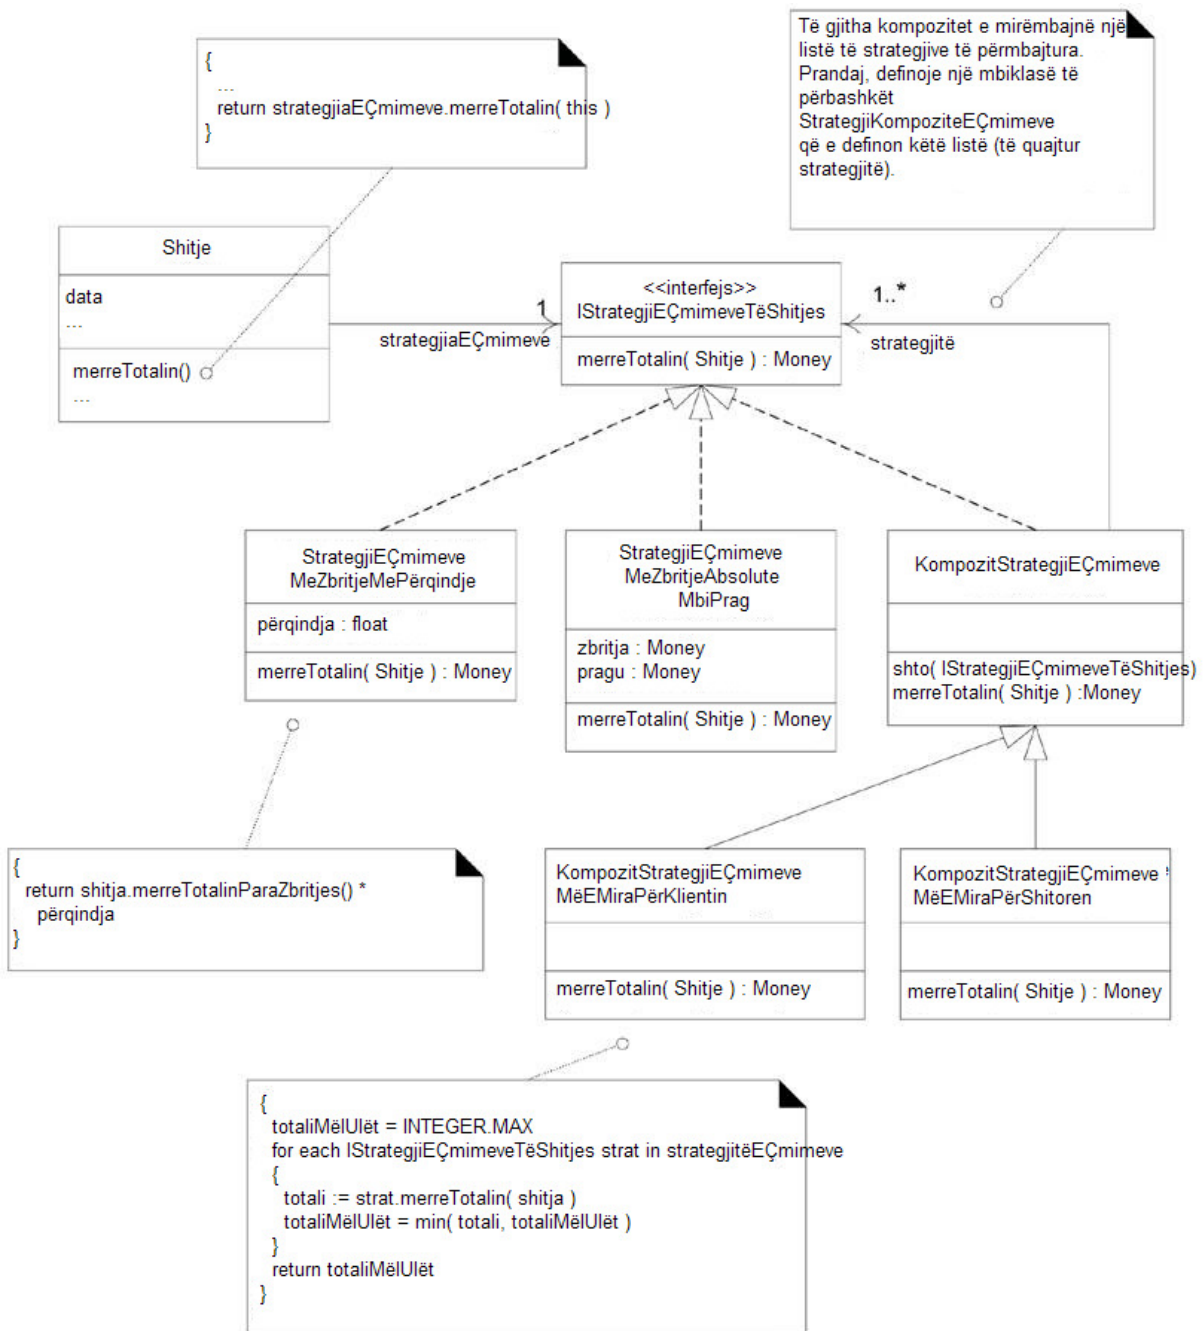 {
...
return strategjiaEÇmimeve.merreTotalin( this )
}
Të gjitha kompozitet e mirëmbajnë një
listë të strategjive të përmbajtura.
Prandaj, definoje një mbiklasë të
përbashkët
StrategjiKompoziteEÇmimeve
që e definon këtë listë (të quajtur
strategjitë).
Shitje
data
...
merreTotalin()
...
1
strategjiaEÇmimeve
<<interfejs>>
IStrategjiEÇmimeveTëShitjes
merreTotalin( Shitje ) : Money
1..*
strategjitë
StrategjiEÇmimeve
MeZbritjeMePërqindje
përqindja : float
merreTotalin( Shitje ) : Money
StrategjiEÇmimeve
MeZbritjeAbsolute
MbiPrag
zbritja : Money
pragu : Money
merreTotalin( Shitje ) : Money
KompozitStrategjiEÇmimeve
shto( IStrategjiEÇmimeveTëShitjes)
merreTotalin( Shitje ) :Money
{
return shitja.merreTotalinParaZbritjes() *
përqindja
}
KompozitStrategjiEÇmimeve
MëEMiraPërKlientin
merreTotalin( Shitje ) : Money
KompozitStrategjiEÇmimeve
MëEMiraPërShitoren
merreTotalin( Shitje ) : Money
{
totaliMëIUlët = INTEGER.MAX
for each IStrategjiEÇmimeveTëShitjes strat in strategjitëEÇmimeve
{
totali := strat.merreTotalin( shitja )
totaliMëIUlët = min( totali, totaliMëIUlët )
}
return totaliMëIUlët
}